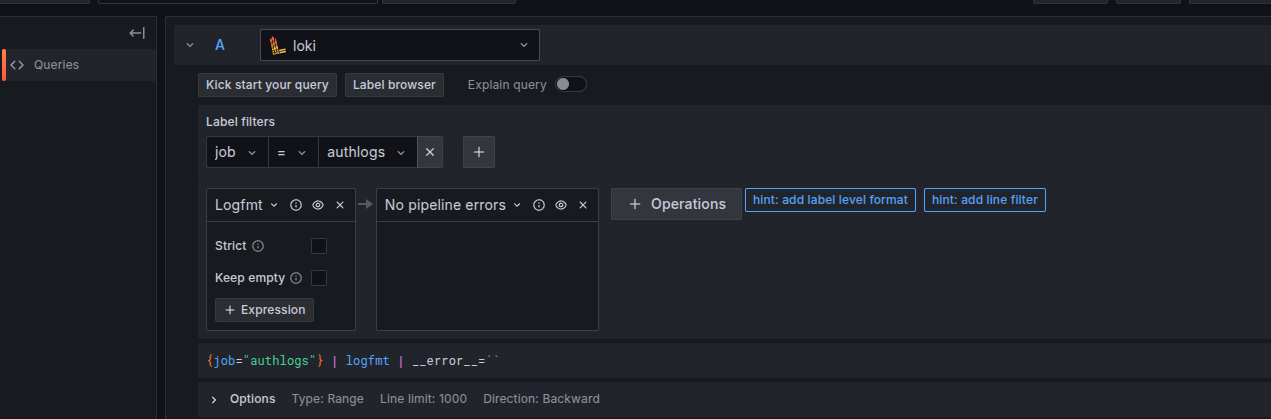 A loki
Queries
Kick start your query Label browser Explain query
Label filters
job = authlogs
Logfmt No pipeline errors + Operations hint: add label level format hint: add line filter
Strict
Keep empty
+ Expression
{job="authlogs"} | logfmt | __error__=``
Options Type: Range Line limit: 1000 Direction: Backward